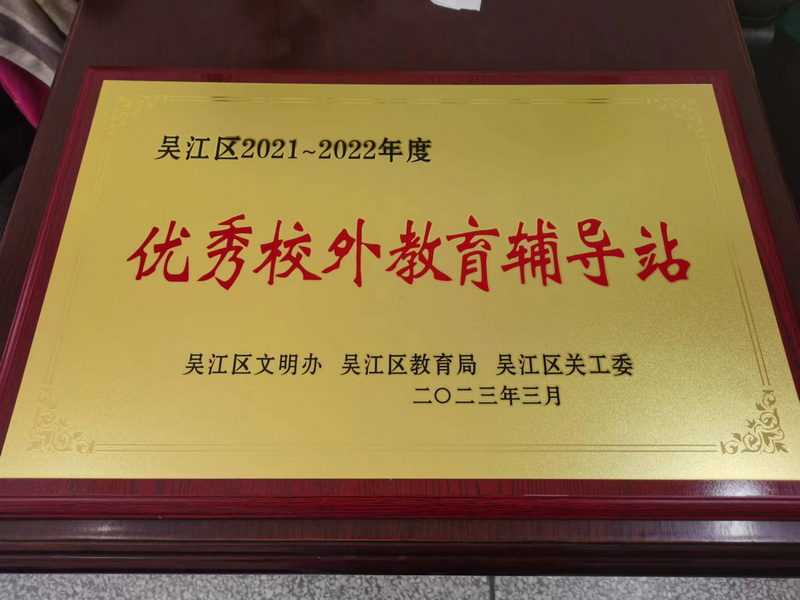 吴江区2021~2022年度
优秀校外教育辅导站
吴江区文明办 吴江区教育局 吴江区关工委
二〇二三年三月